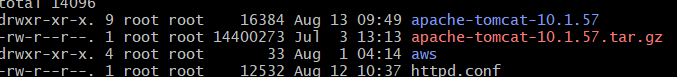 total 14096
drwxr-xr-x. 9 root root 16384 Aug 13 09:49 apache-tomcat-10.1.57
-rw-r--r--. 1 root root 14400273 Jul 3 13:13 apache-tomcat-10.1.57.tar.gz
drwxr-xr-x. 4 root root 33 Aug 1 04:14 aws
-rw-r--r--. 1 root root 12532 Aug 12 10:37 httpd.conf